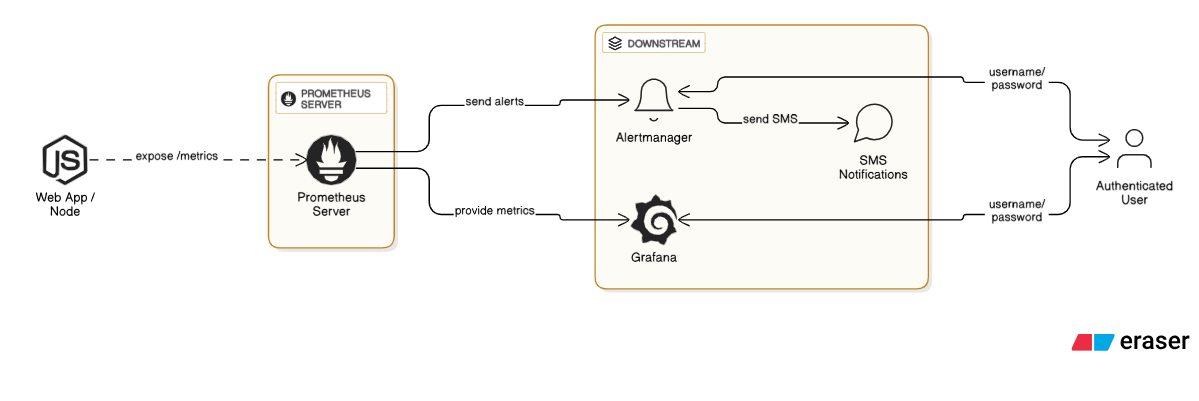 DOWNSTREAM
username/
password
PROMETHEUS
SERVER
send alerts
Alertmanager
send SMS
SMS
Notifications
JS
expose /metrics
Web App /
Node
Prometheus
Server
Authenticated
User
provide metrics
username/
password
Grafana
eraser